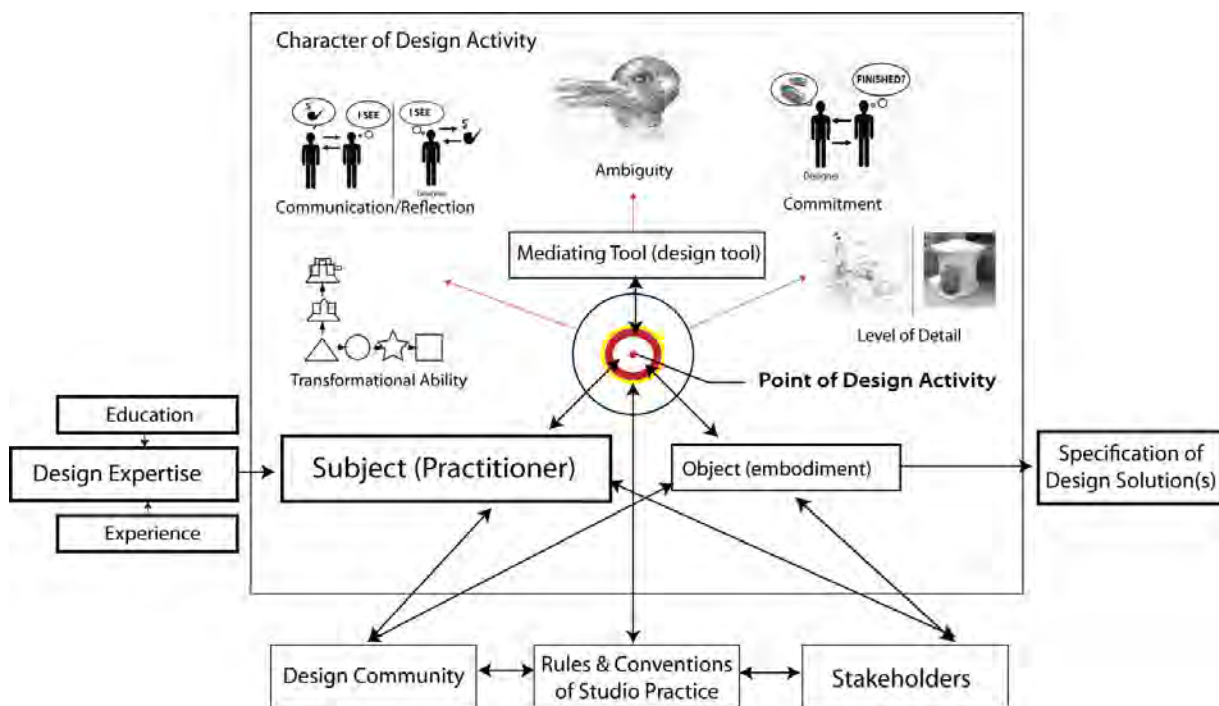 Character of Design Activity
I SEE
I SEE
FINISHED?
Designer
Communication/Reflection
Ambiguity
Commitment
Mediating Tool (design tool)
Level of Detail
Transformational Ability
Point of Design Activity
Education
Design Expertise
Experience
Subject (Practitioner)
Object (embodiment)
Specification of
Design Solution(s)
Design Community
Rules & Conventions
of Studio Practice
Stakeholders